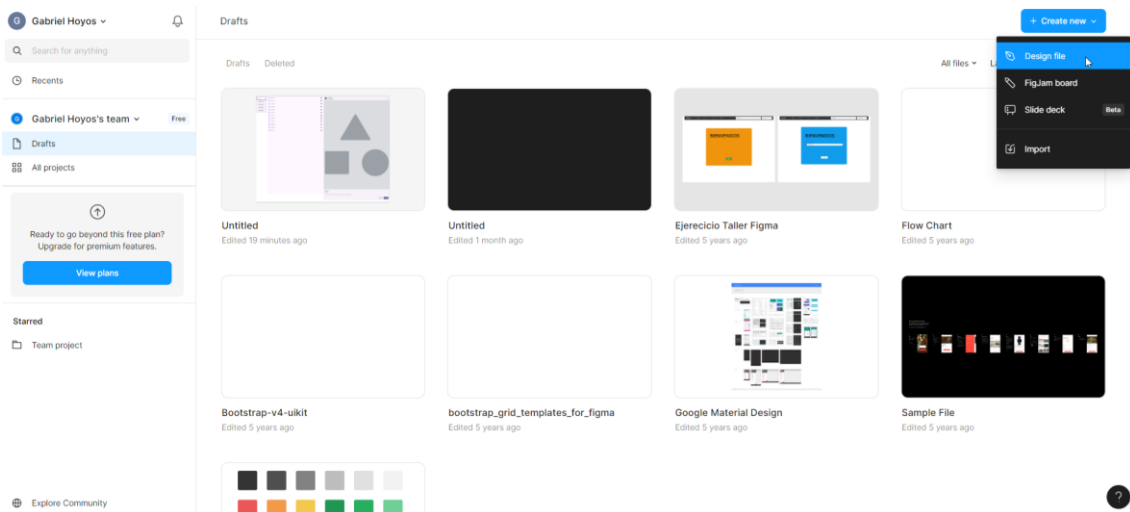 G Gabriel Hoyos
Search for anything
Recents
Gabriel Hoyos's team Free
Drafts
All projects
Ready to go beyond this free plan?
Upgrade for premium features.
View plans
Starred
Team project
Explore Community
Drafts
+ Create new
Design file
FigJam board
Slide deck Beta
Import
Drafts Deleted
All files
BIENVENIDOS BIENVENIDOS
Untitled
Edited 19 minutes ago
Untitled
Edited 1 month ago
Ejerecicio Taller Figma
Edited 5 years ago
Flow Chart
Edited 5 years ago
Bootstrap-v4-uikit
Edited 5 years ago
bootstrap_grid_templates_for_figma
Edited 5 years ago
Google Material Design
Edited 5 years ago
Sample File
Edited 5 years ago
?